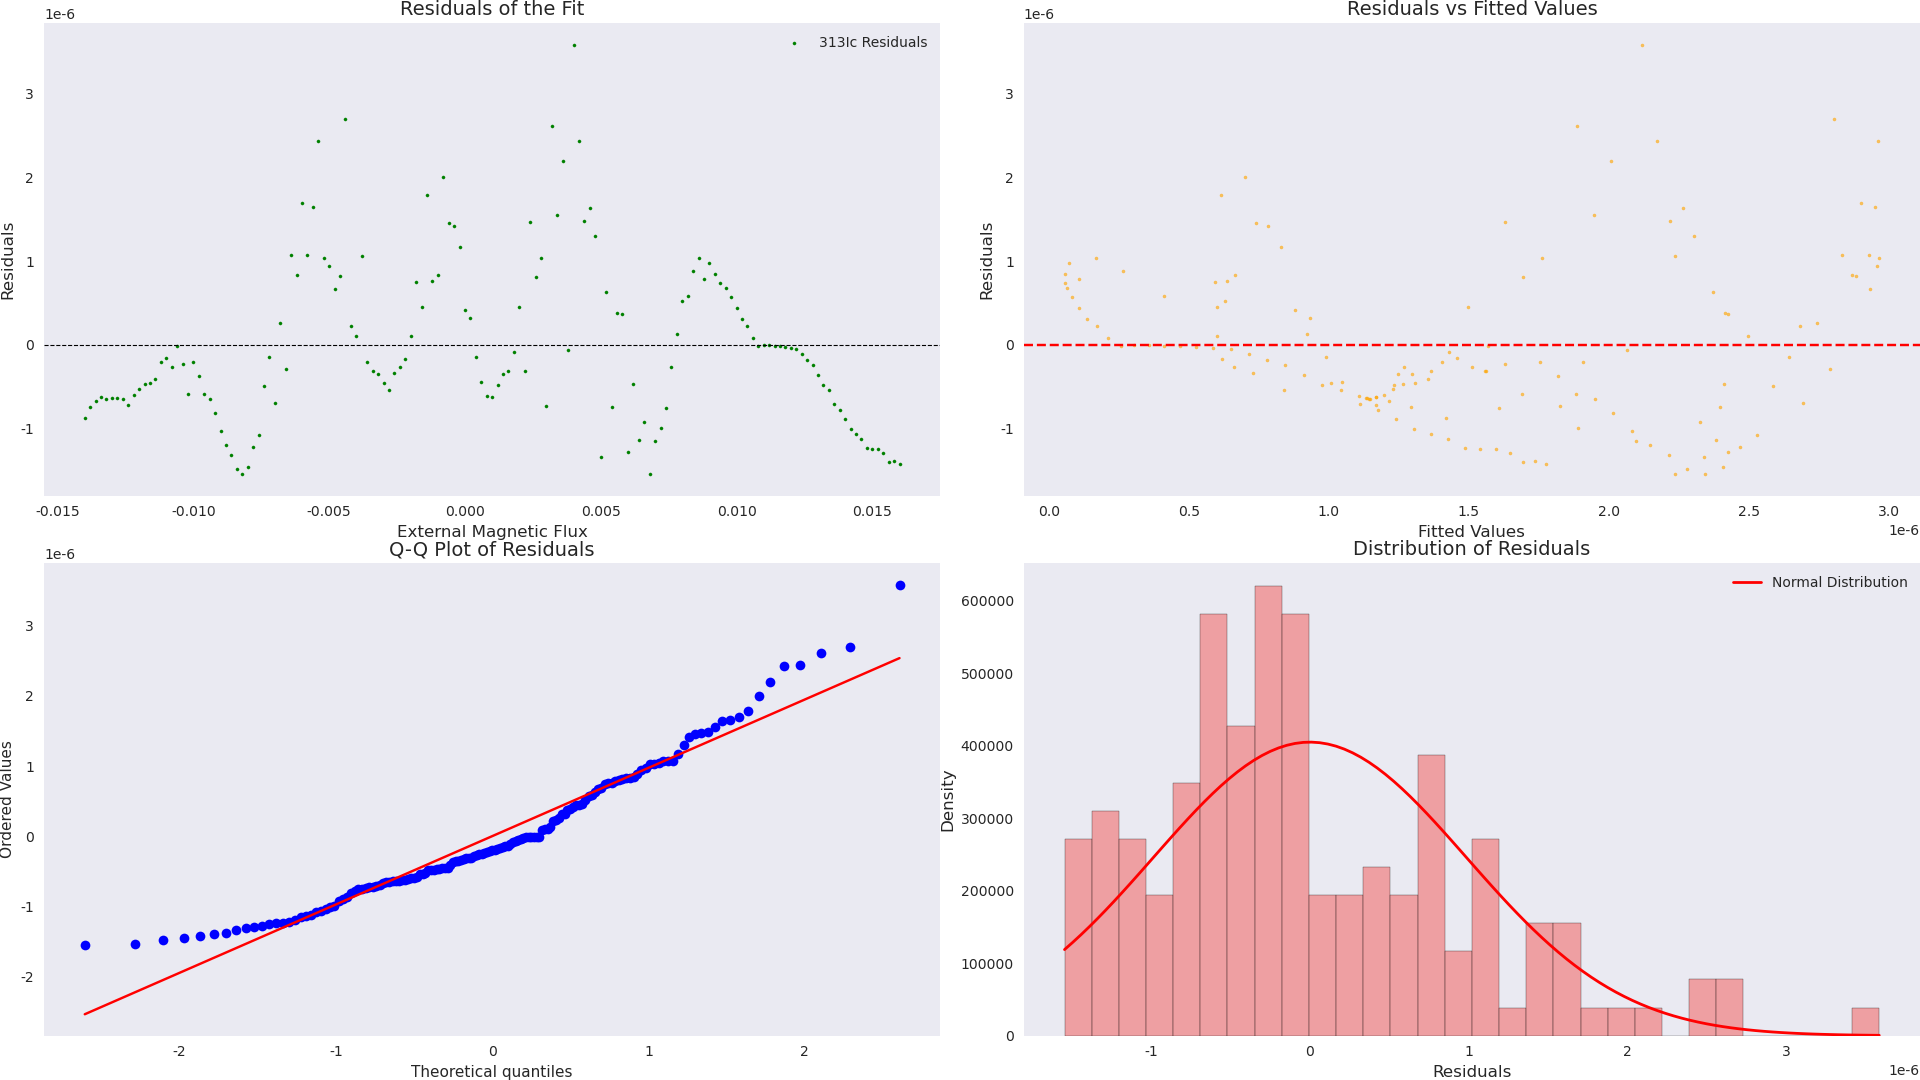 Residuals of the Fit
1e-6
313Ic Residuals
3
2
1
0
-1
Residuals
-0.015 -0.010 -0.005 0.000 0.005 0.010 0.015
External Magnetic Flux
Residuals vs Fitted Values
1e-6
3
2
1
0
-1
Residuals
0.0 0.5 1.0 1.5 2.0 2.5 3.0
Fitted Values
1e-6
Q-Q Plot of Residuals
1e-6
3
2
1
0
-1
-2
Ordered Values
-2 -1 0 1 2
Theoretical quantiles
Distribution of Residuals
Normal Distribution
600000
500000
400000
300000
200000
100000
0
Density
-1 0 1 2 3
Residuals
1e-6